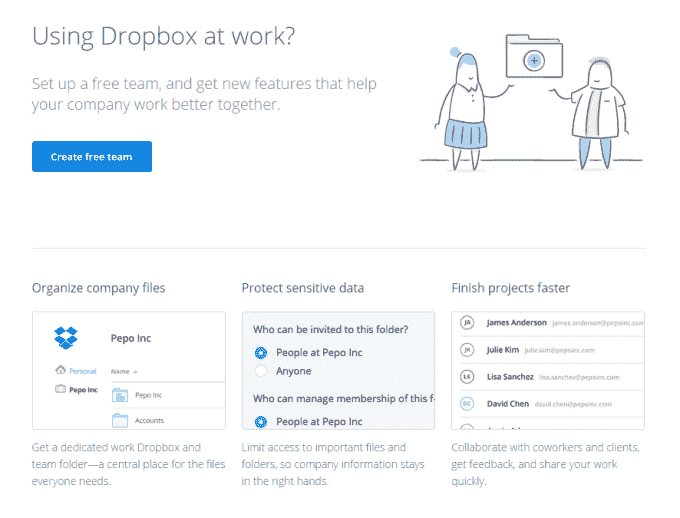 Using Dropbox at work?
Set up a free team, and get new features that help
your company work better together.
Create free team
Organize company files
Protect sensitive data
Finish projects faster
Pepo Inc
Personal
Pepo Inc
Name
Pepo Inc
Accounts
Who can be invited to this folder?
People at Pepo Inc
Anyone
Who can manage membership of this f
People at Pepo Inc
JA James Anderson james.anderson@pepoinc.com
JK Julie Kim julie.kim@pepoinc.com
LS Lisa Sanchez lisa.sanchez@pepoinc.com
DC David Chen david.chen@pepoinc.com
Get a dedicated work Dropbox and
team folder—a central place for the files
everyone needs.
Limit access to important files and
folders, so company information stays
in the right hands.
Collaborate with coworkers and clients,
get feedback, and share your work
quickly.